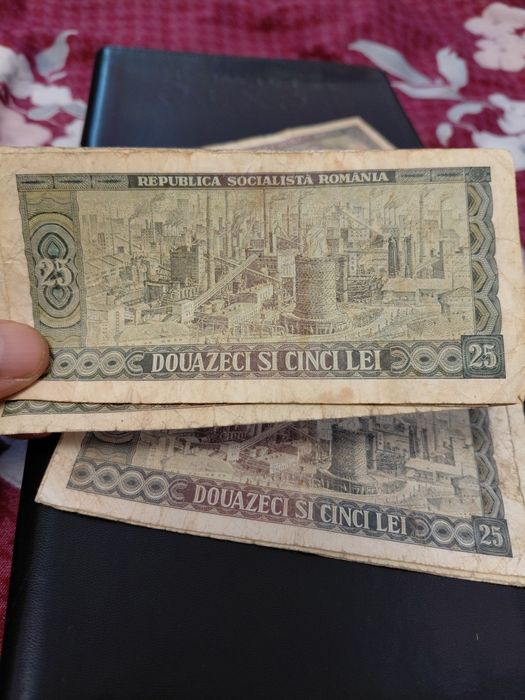 REPUBLICA SOCIALISTĂ ROMÂNIA
25
DOUAZECI SI CINCI LEI
25
DOUAZECI SI CINCI LEI
25